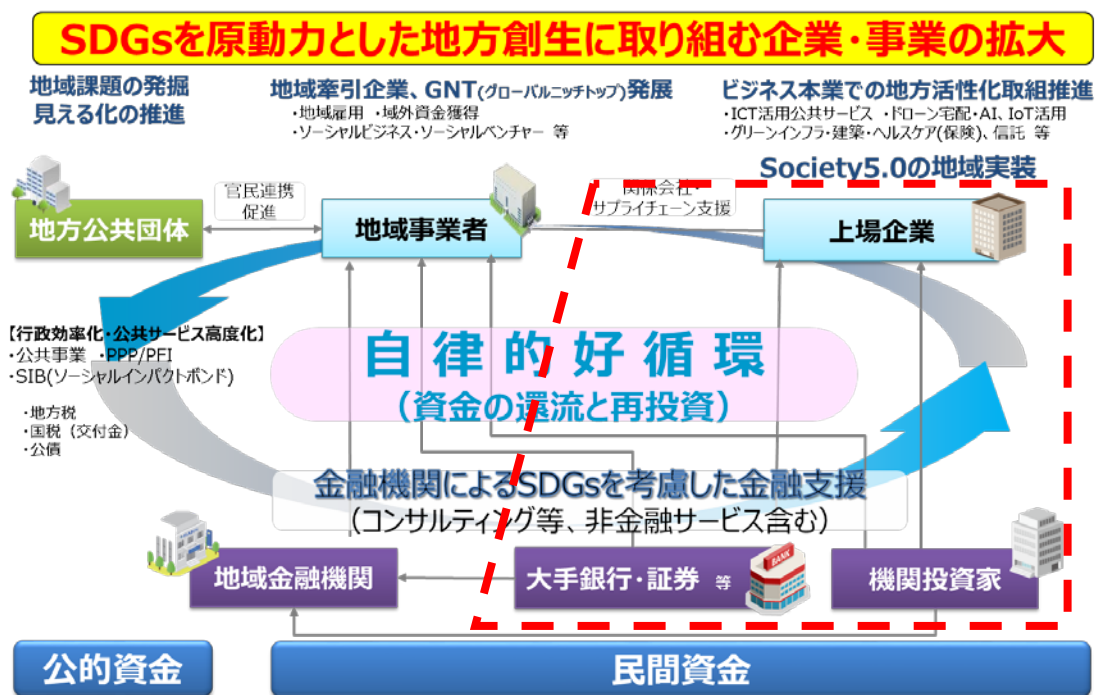 SDGsを原動力とした地方創生に取り組む企業・事業の拡大
地域課題の発掘
見える化の推進
地域牽引企業、GNT(グローバルニッチトップ)発展
・地域雇用 ・域外資金獲得
・ソーシャルビジネス・ソーシャルベンチャー 等
ビジネス本業での地方活性化取組推進
・ICT活用公共サービス ・ドローン宅配・AI、IoT活用
・グリーンインフラ・建築・ヘルスケア(保険)、信託 等
Society5.0の地域実装
地方公共団体
官民連携
促進
地域事業者
関係会社・
サプライチェーン支援
上場企業
【行政効率化・公共サービス高度化】
・公共事業 ・PPP/PFI
・SIB(ソーシャルインパクトボンド)
・地方税
・国税（交付金）
・公債
自律的好循環
（資金の還流と再投資）
金融機関によるSDGsを考慮した金融支援
（コンサルティング等、非金融サービス含む）
地域金融機関
大手銀行・証券 等
BANK
機関投資家
公的資金
民間資金